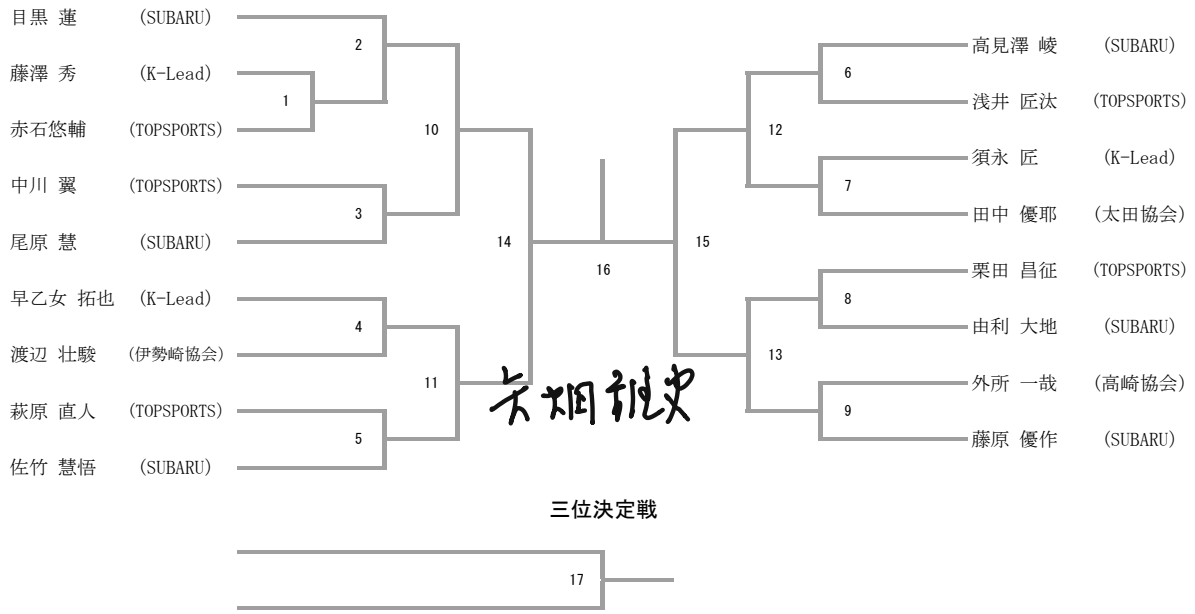 目黒 蓮 (SUBARU)
藤澤 秀 (K-Lead)
赤石悠輔 (TOPSPORTS)
中川 翼 (TOPSPORTS)
尾原 慧 (SUBARU)
早乙女 拓也 (K-Lead)
渡辺 壮駿 (伊勢崎協会)
萩原 直人 (TOPSPORTS)
佐竹 慧悟 (SUBARU)
1
2
3
4
5
10
11
14
16
15
12
13
6
7
8
9
高見澤 崚 (SUBARU)
浅井 匠汰 (TOPSPORTS)
須永 匠 (K-Lead)
田中 優耶 (太田協会)
栗田 昌征 (TOPSPORTS)
由利 大地 (SUBARU)
外所 一哉 (高崎協会)
藤原 優作 (SUBARU)
矢畑雄史
三位決定戦
17